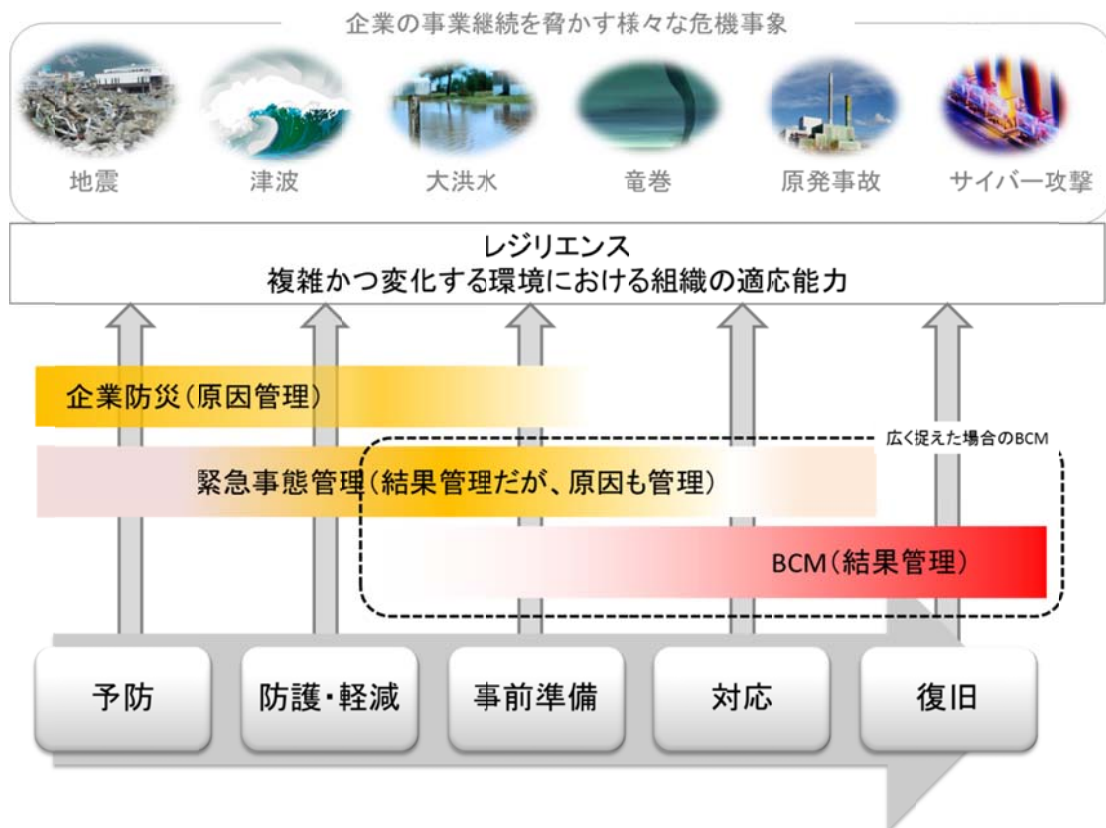 企業の事業継続を脅かす様々な危機事象
地震
津波
大洪水
竜巻
原発事故
サイバー攻撃
レジリエンス
複雑かつ変化する環境における組織の適応能力
企業防災(原因管理)
広く捉えた場合のBCM
緊急事態管理(結果管理だが、原因も管理)
BCM(結果管理)
予防
防護・軽減
事前準備
対応
復旧